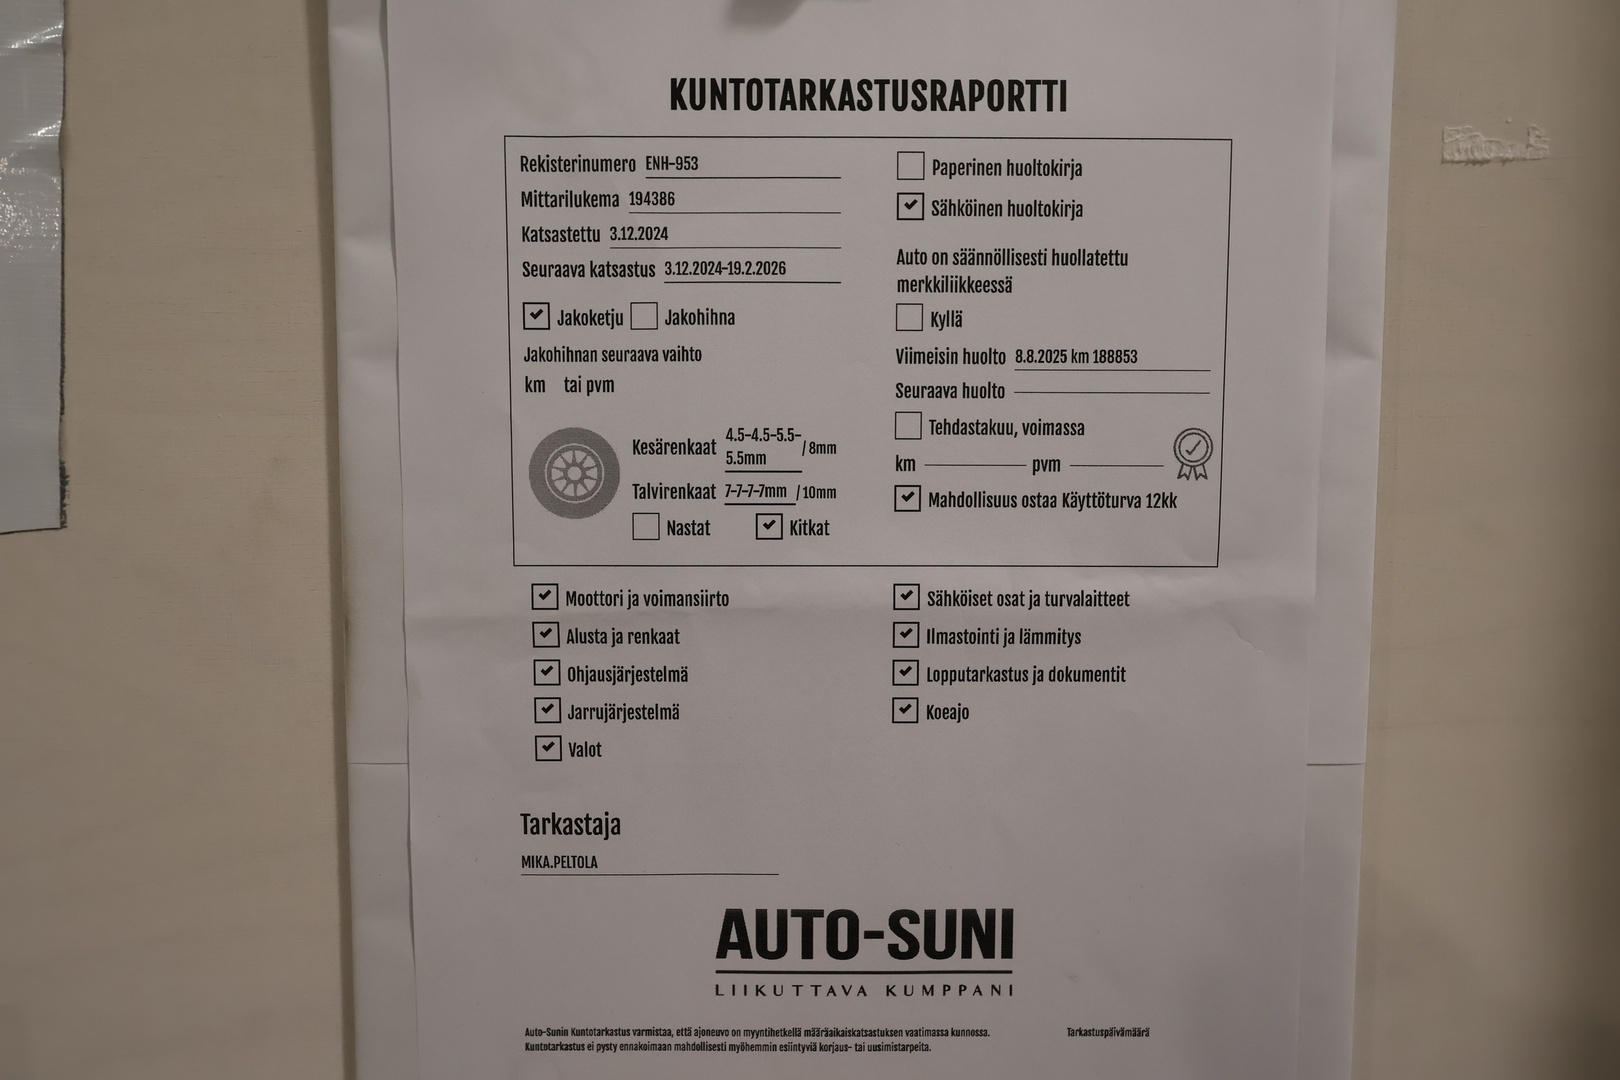 KUNTOTARKASTUSRAPORTTI
Rekisterinumero ENH-953
Mittarilukema 194386
Katsastettu 3.12.2024
Seuraava katsastus 3.12.2024-19.2.2026
Jakoketju Jakohihna
Jakohihnan seuraava vaihto
km tai pvm
Kesärenkaat 4.5-4.5-5.5-
5.5mm / 8mm
Talvirenkaat 7-7-7-7mm / 10mm
Nastat Kitkat
Paperinen huoltokirja
Sähköinen huoltokirja
Auto on säännöllisesti huollatettu
merkkiliikkeessä
Kyllä
Viimeisin huolto 8.8.2025 km 188853
Seuraava huolto
Tehdastakuu, voimassa
km pvm
Mahdollisuus ostaa Käyttöturva 12kk
Moottori ja voimansiirto
Alusta ja renkaat
Ohjausjärjestelmä
Jarrujärjestelmä
Valot
Sähköiset osat ja turvalaitteet
Ilmastointi ja lämmitys
Lopputarkastus ja dokumentit
Koeajo
Tarkastaja
MIKA.PELTOLA
AUTO-SUNI
LIIKUTTAVA KUMPPANI
Auto-Sunin Kuntotarkastus varmistaa, että ajoneuvo on myyntihetkellä määräaikaiskatsastuksen vaatimassa kunnossa.
Kuntotarkastus ei pysty ennakoimaan mahdollisesti myöhemmin esiintyviä korjaus- tai uusimistarpeita.
Tarkastuspäivämäärä